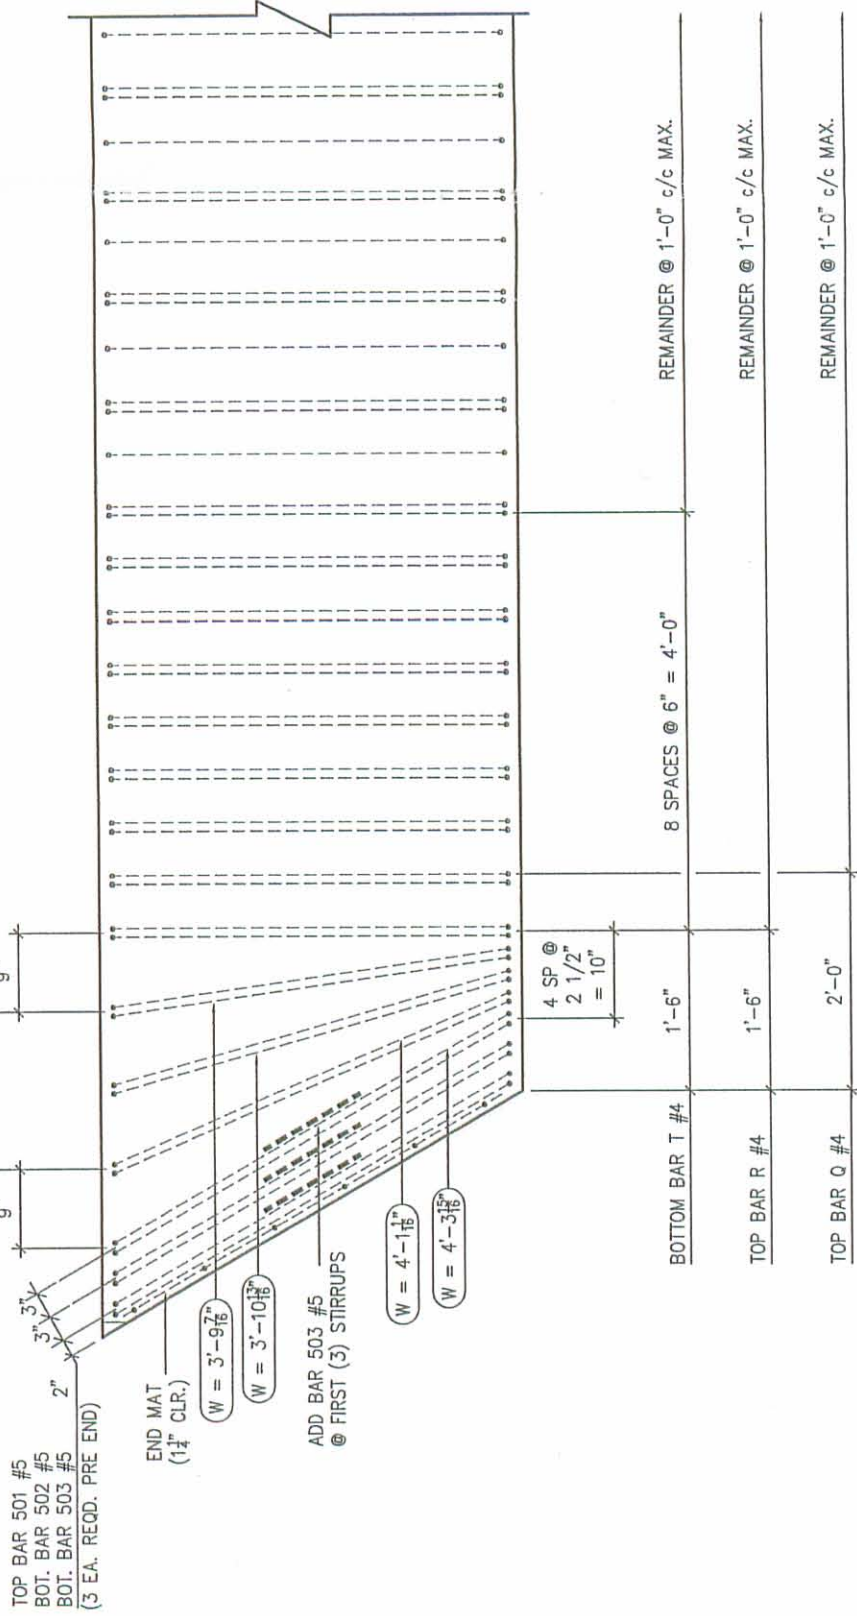 TOP BAR 501 #5
BOT. BAR 502 #5
BOT. BAR 503 #5
(3 EA. REQD. PRE END)
2"
3"
3"
9"
9"
END MAT
(1½" CLR.)
W = 3'-9 7/16"
W = 3'-10 13/16"
ADD BAR 503 #5
@ FIRST (3) STIRRUPS
W = 4'-1 1/16"
W = 4'-3 15/16"
4 SP @
2 1/2"
= 10"
BOTTOM BAR T #4
1'-6"
8 SPACES @ 6" = 4'-0"
REMAINDER @ 1'-0" c/c MAX.
TOP BAR R #4
1'-6"
REMAINDER @ 1'-0" c/c MAX.
TOP BAR Q #4
2'-0"
REMAINDER @ 1'-0" c/c MAX.